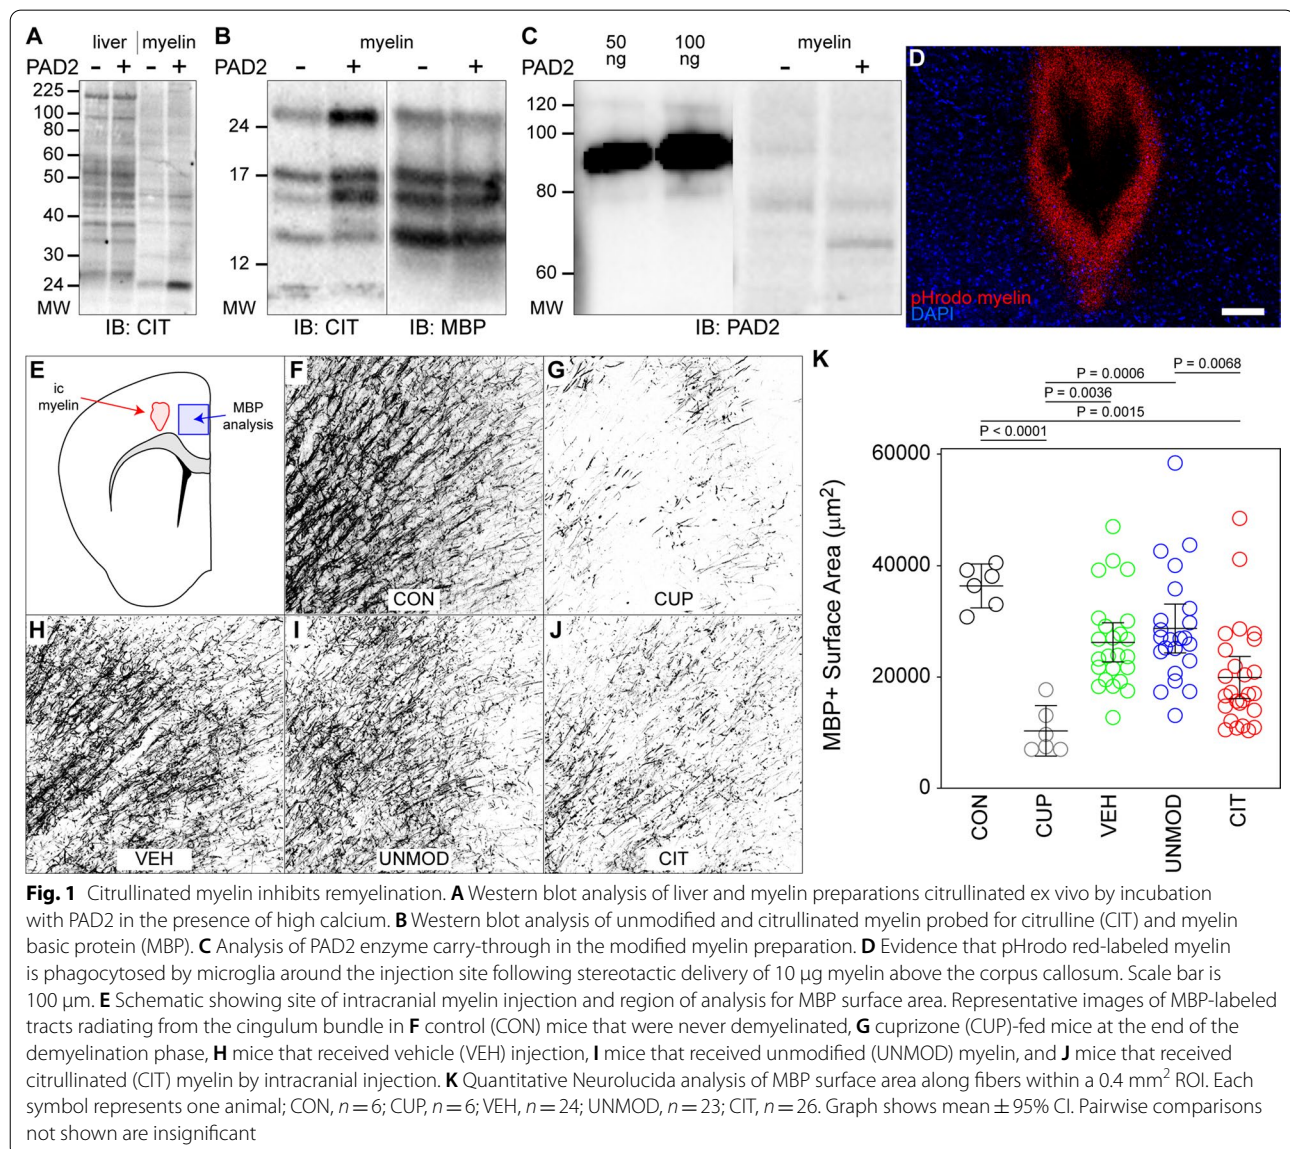 A
liver | myelin
PAD2 - + - +
225
100
80
60
50
40
30
24
MW
IB: CIT
B
myelin
PAD2 - + - +
24
17
12
MW
IB: CIT IB: MBP
C
50 ng 100 ng myelin
PAD2 - +
120
100
80
60
MW
IB: PAD2
D
pHrodo myelin
DAPI
E
ic myelin
MBP analysis
F
CON
G
CUP
H
VEH
I
UNMOD
J
CIT
K
P = 0.0068
P = 0.0006
P = 0.0036
P = 0.0015
P < 0.0001
MBP+ Surface Area (μm²)
60000
40000
20000
0
CON
CUP
VEH
UNMOD
CIT
Fig. 1 Citrullinated myelin inhibits remyelination. A Western blot analysis of liver and myelin preparations citrullinated ex vivo by incubation
with PAD2 in the presence of high calcium. B Western blot analysis of unmodified and citrullinated myelin probed for citrulline (CIT) and myelin
basic protein (MBP). C Analysis of PAD2 enzyme carry-through in the modified myelin preparation. D Evidence that pHrodo red-labeled myelin
is phagocytosed by microglia around the injection site following stereotactic delivery of 10 μg myelin above the corpus callosum. Scale bar is
100 μm. E Schematic showing site of intracranial myelin injection and region of analysis for MBP surface area. Representative images of MBP-labeled
tracts radiating from the cingulum bundle in F control (CON) mice that were never demyelinated, G cuprizone (CUP)-fed mice at the end of the
demyelination phase, H mice that received vehicle (VEH) injection, I mice that received unmodified (UNMOD) myelin, and J mice that received
citrullinated (CIT) myelin by intracranial injection. K Quantitative Neurolucida analysis of MBP surface area along fibers within a 0.4 mm² ROI. Each
symbol represents one animal; CON, n = 6; CUP, n = 6; VEH, n = 24; UNMOD, n = 23; CIT, n = 26. Graph shows mean ± 95% CI. Pairwise comparisons
not shown are insignificant